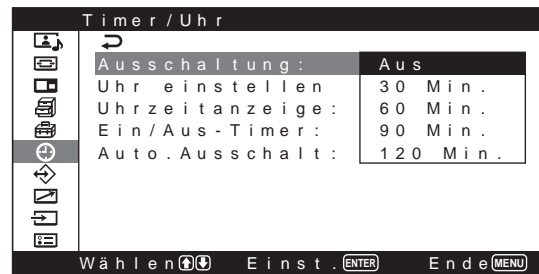 Timer/Uhr
Ausschaltung: Aus
Uhr einstellen 30 Min.
Uhrzeitanzeige: 60 Min.
Ein/Aus-Timer: 90 Min.
Auto.Ausschalt: 120 Min.
Wählen Einst. ENTER Ende MENU